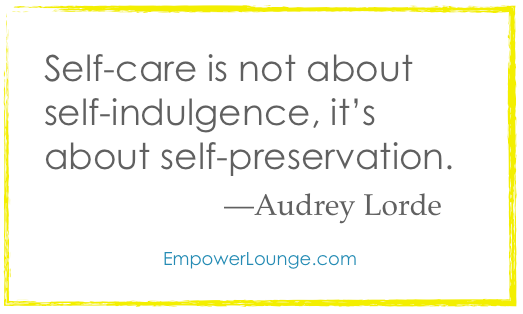 Self-care is not about
self-indulgence, it's
about self-preservation.
—Audrey Lorde
EmpowerLounge.com